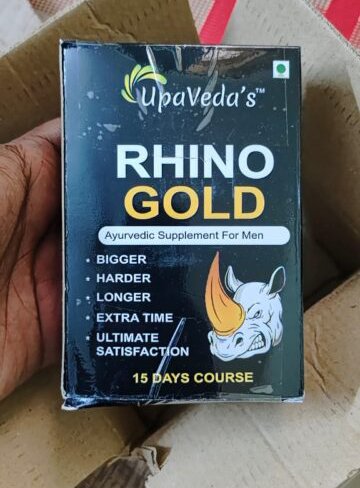 UpaVeda's™
RHINO
GOLD
Ayurvedic Supplement For Men
• BIGGER
• HARDER
• LONGER
• EXTRA TIME
• ULTIMATE
SATISFACTION
15 DAYS COURSE